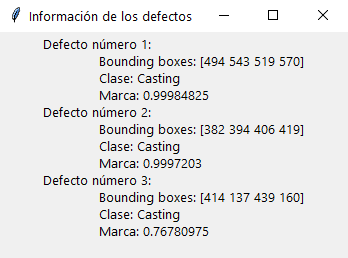 Información de los defectos
Defecto número 1:
Bounding boxes: [494 543 519 570]
Clase: Casting
Marca: 0.99984825
Defecto número 2:
Bounding boxes: [382 394 406 419]
Clase: Casting
Marca: 0.9997203
Defecto número 3:
Bounding boxes: [414 137 439 160]
Clase: Casting
Marca: 0.76780975